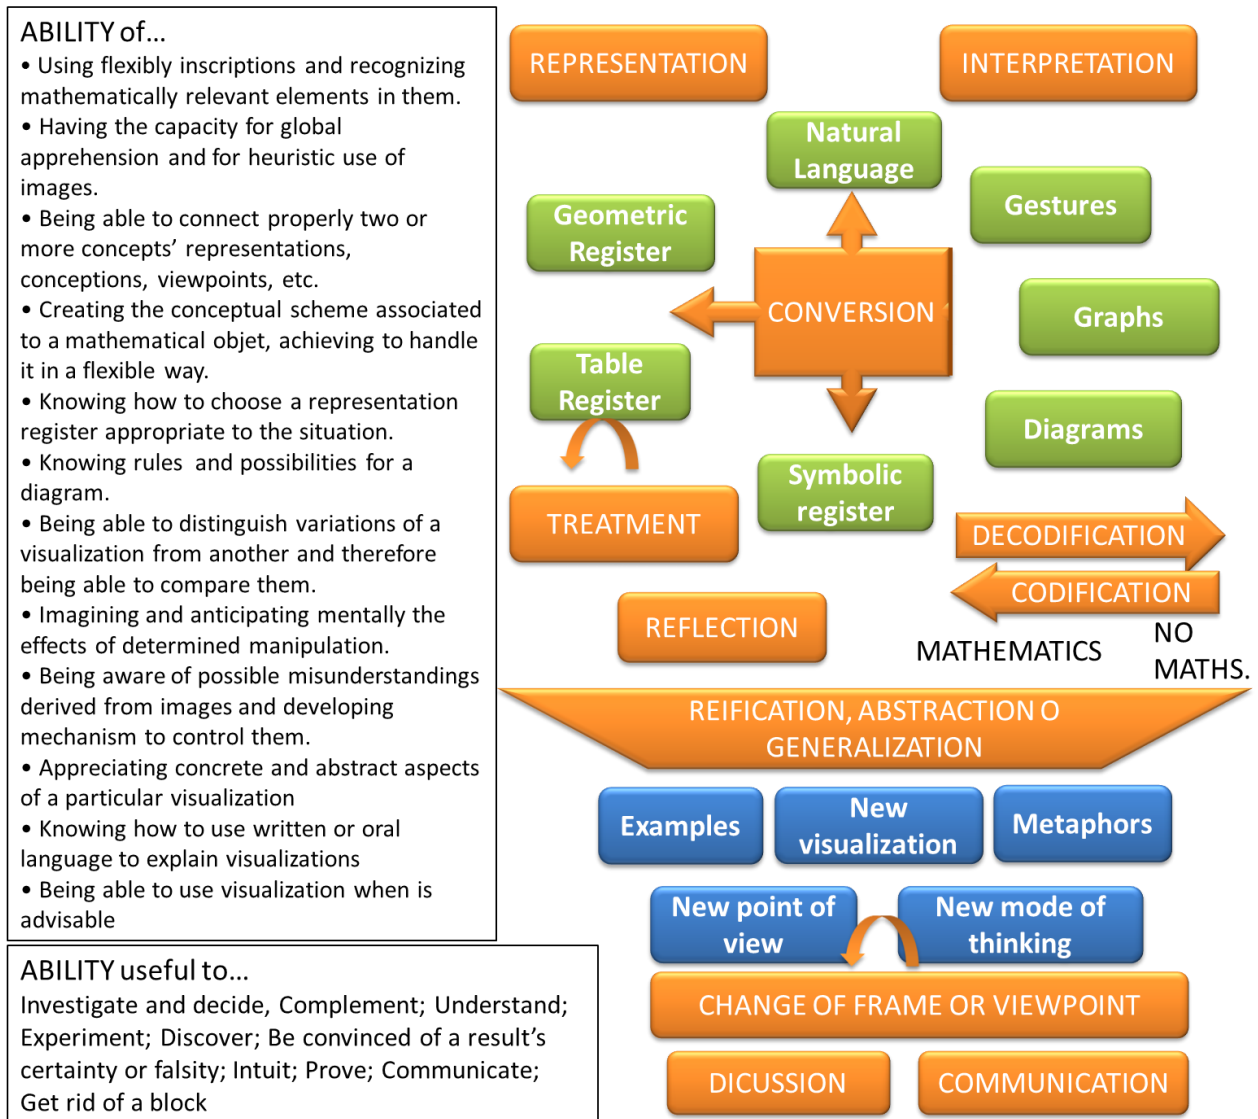 ABILITY of...
• Using flexibly inscriptions and recognizing
mathematically relevant elements in them.
• Having the capacity for global
apprehension and for heuristic use of
images.
• Being able to connect properly two or
more concepts’ representations,
conceptions, viewpoints, etc.
• Creating the conceptual scheme associated
to a mathematical objet, achieving to handle
it in a flexible way.
• Knowing how to choose a representation
register appropriate to the situation.
• Knowing rules and possibilities for a
diagram.
• Being able to distinguish variations of a
visualization from another and therefore
being able to compare them.
• Imagining and anticipating mentally the
effects of determined manipulation.
• Being aware of possible misunderstandings
derived from images and developing
mechanism to control them.
• Appreciating concrete and abstract aspects
of a particular visualization
• Knowing how to use written or oral
language to explain visualizations
• Being able to use visualization when is
advisable
ABILITY useful to...
Investigate and decide, Complement; Understand;
Experiment; Discover; Be convinced of a result’s
certainty or falsity; Intuit; Prove; Communicate;
Get rid of a block
REPRESENTATION
INTERPRETATION
Natural
Language
Geometric
Register
Gestures
CONVERSION
Graphs
Table
Register
Diagrams
Symbolic
register
TREATMENT
DECODIFICATION
CODIFICATION
REFLECTION
MATHEMATICS
NO
MATHS.
REIFICATION, ABSTRACTION O
GENERALIZATION
Examples
New
visualization
Metaphors
New point of
view
New mode of
thinking
CHANGE OF FRAME OR VIEWPOINT
DICUSSION
COMMUNICATION